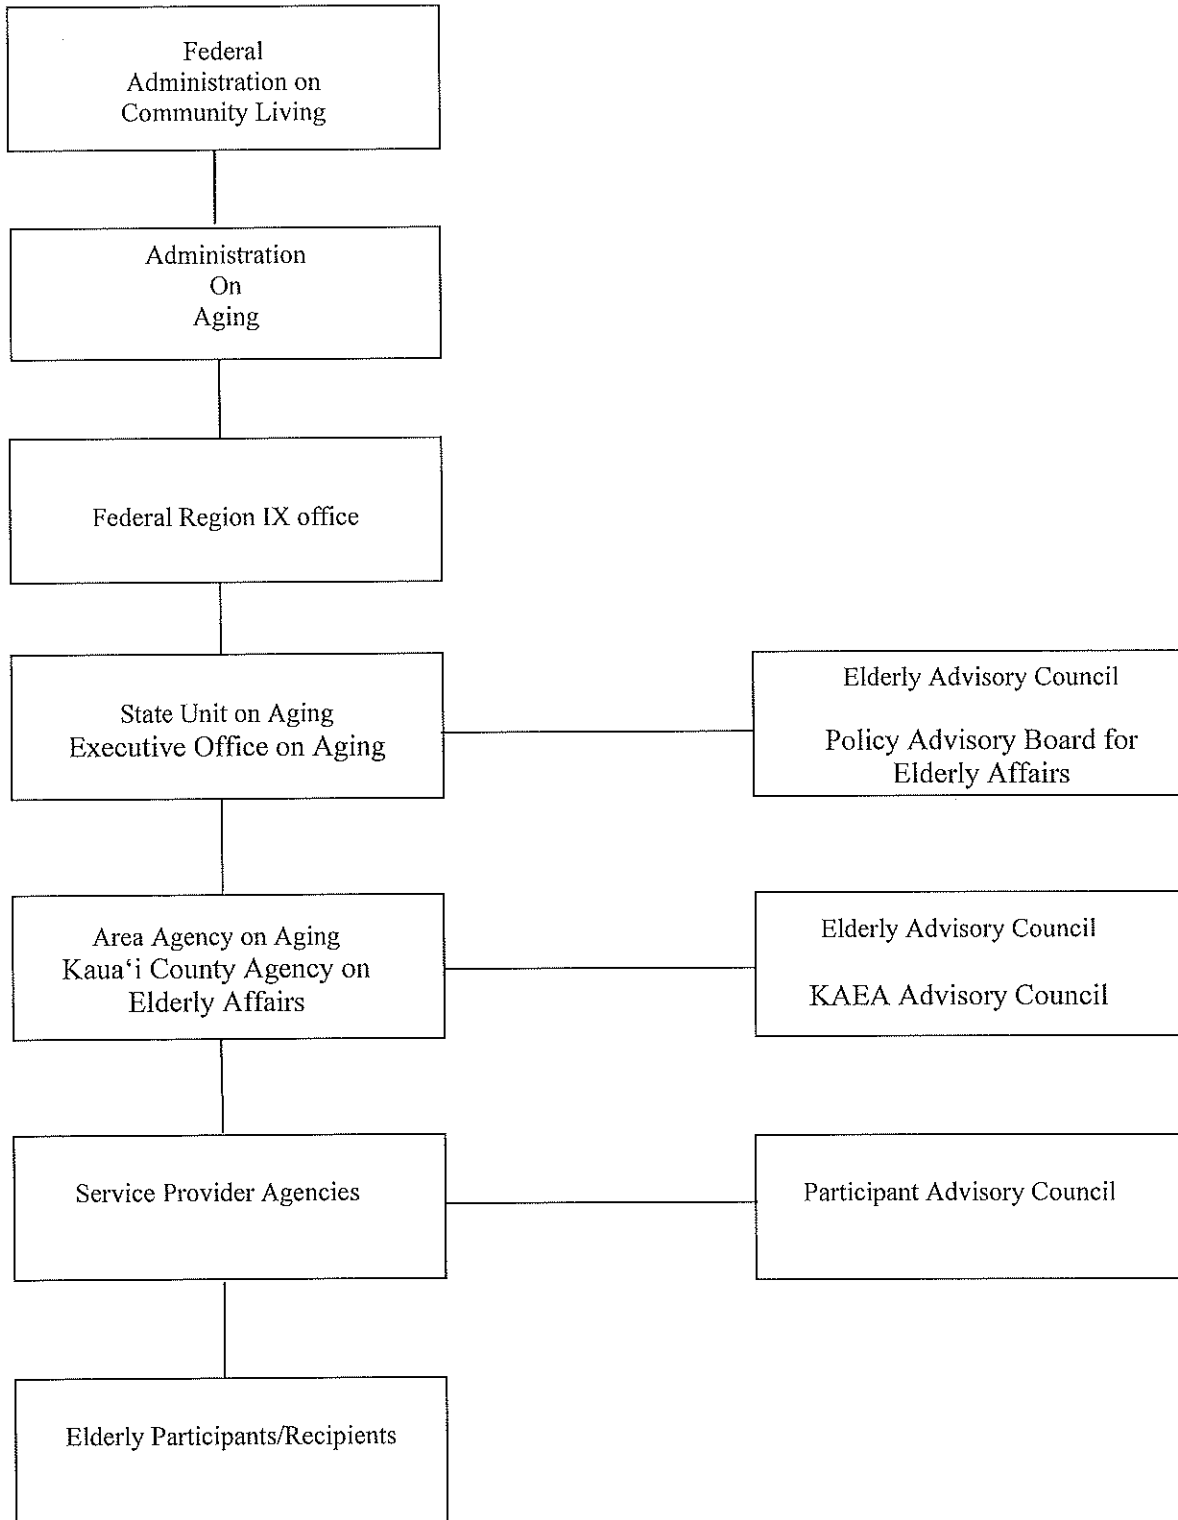 Federal
Administration on
Community Living
Administration
On
Aging
Federal Region IX office
State Unit on Aging
Executive Office on Aging
Elderly Advisory Council
Policy Advisory Board for
Elderly Affairs
Area Agency on Aging
Kaua‘i County Agency on
Elderly Affairs
Elderly Advisory Council
KAEA Advisory Council
Service Provider Agencies
Participant Advisory Council
Elderly Participants/Recipients